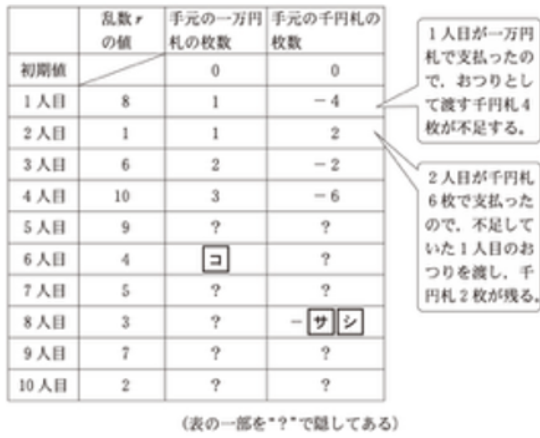 乱数 r の値 手元の一万円札の枚数 手元の千円札の枚数
初期値 0 0
1人目 8 1 －4
2人目 1 1 2
3人目 6 2 －2
4人目 10 3 －6
5人目 9 ? ?
6人目 4 コ ?
7人目 5 ? ?
8人目 3 ? －サシ
9人目 7 ? ?
10人目 2 ? ?
(表の一部を"?"で隠してある)
1人目が一万円
札で支払ったの
で，おつりとし
て渡す千円札4
枚が不足する。
2人目が千円札
6枚で支払った
ので，不足して
いた1人目のお
つりを渡し，千
円札2枚が残る。